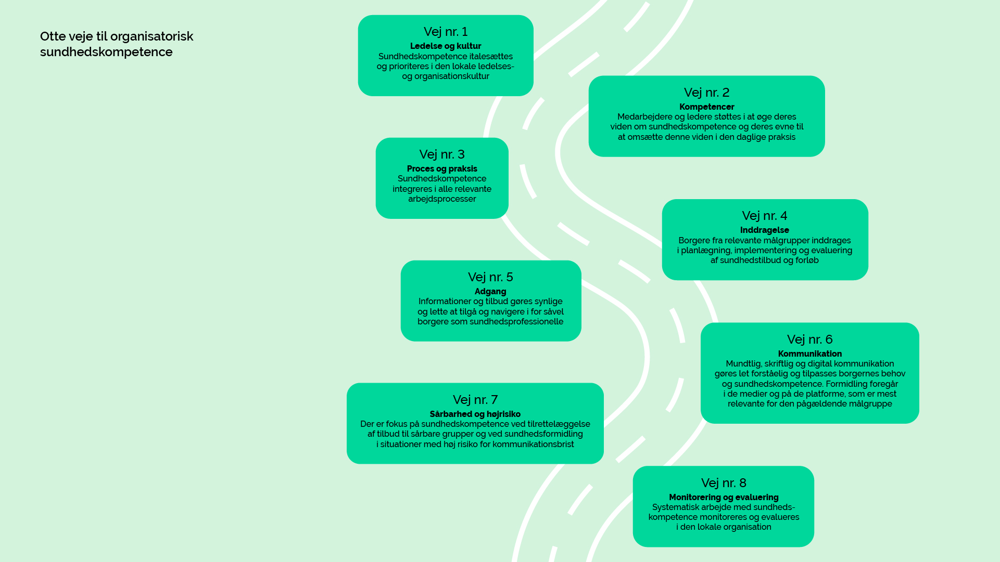 Otte veje til organisatorisk
sundhedskompetence
Vej nr. 1
Ledelse og kultur
Sundhedskompetence italesættes
og prioriteres i den lokale ledelses-
og organisationskultur
Vej nr. 2
Kompetencer
Medarbejdere og ledere støttes i at øge deres
viden om sundhedskompetence og deres evne til
at omsætte denne viden i den daglige praksis
Vej nr. 3
Proces og praksis
Sundhedskompetence
integreres i alle relevante
arbejdsprocesser
Vej nr. 4
Inddragelse
Borgere fra relevante målgrupper inddrages
i planlægning, implementering og evaluering
af sundhedstilbud og forløb
Vej nr. 5
Adgang
Informationer og tilbud gøres synlige
og lette at tilgå og navigere i for såvel
borgere som sundhedsprofessionelle
Vej nr. 6
Kommunikation
Mundtlig, skriftlig og digital kommunikation
gøres let forståelig og tilpasses borgernes behov
og sundhedskompetence. Formidling foregår
i de medier og på de platforme, som er mest
relevante for den pågældende målgruppe
Vej nr. 7
Sårbarhed og højrisiko
Der er fokus på sundhedskompetence ved tilrettelæggelse
af tilbud til sårbare grupper og ved sundhedsformidling
i situationer med høj risiko for kommunikationsbrist
Vej nr. 8
Monitorering og evaluering
Systematisk arbejde med sundheds-
kompetence monitoreres og evalueres
i den lokale organisation